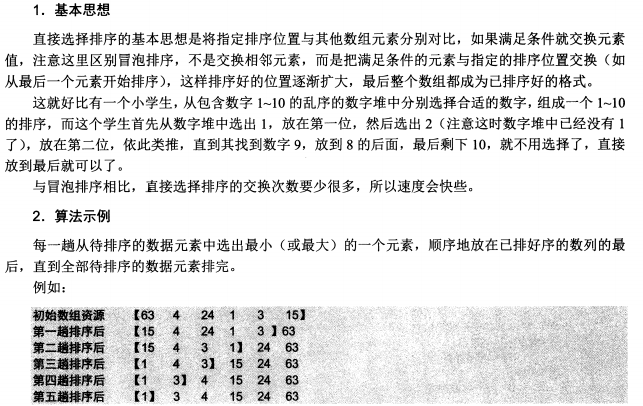 1．基本思想
直接选择排序的基本思想是将指定排序位置与其他数组元素分别对比，如果满足条件就交换元素
值，注意这里区别冒泡排序，不是交换相邻元素，而是把满足条件的元素与指定的排序位置交换（如
从最后一个元素开始排序），这样排序好的位置逐渐扩大，最后整个数组都成为已排序好的格式。
这就好比有一个小学生，从包含数字 1~10 的乱序的数字堆中分别选择合适的数字，组成一个 1~10
的排序，而这个学生首先从数字堆中选出 1，放在第一位，然后选出 2（注意这时数字堆中已经没有 1
了），放在第二位，依此类推，直到其找到数字 9，放到 8 的后面，最后剩下 10，就不用选择了，直接
放到最后就可以了。
与冒泡排序相比，直接选择排序的交换次数要少很多，所以速度会快些。
2．算法示例
每一趟从待排序的数据元素中选出最小（或最大）的一个元素，顺序地放在已排好序的数列的最
后，直到全部待排序的数据元素排完。
例如：
初始数组资源 【63 4 24 1 3 15】
第一趟排序后 【15 4 24 1 3 】63
第二趟排序后 【15 4 3 1】 24 63
第三趟排序后 【1 4 3】 15 24 63
第四趟排序后 【1 3】 4 15 24 63
第五趟排序后 【1】 3 4 15 24 63